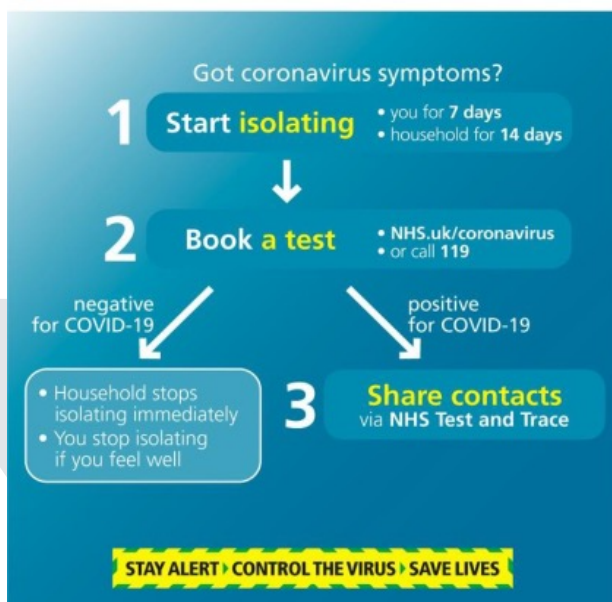 Got coronavirus symptoms?
1
Start isolating
• you for 7 days
• household for 14 days
2
Book a test
• NHS.uk/coronavirus
• or call 119
negative
for COVID-19
positive
for COVID-19
• Household stops
isolating immediately
• You stop isolating
if you feel well
3
Share contacts
via NHS Test and Trace
STAY ALERT CONTROL THE VIRUS SAVE LIVES